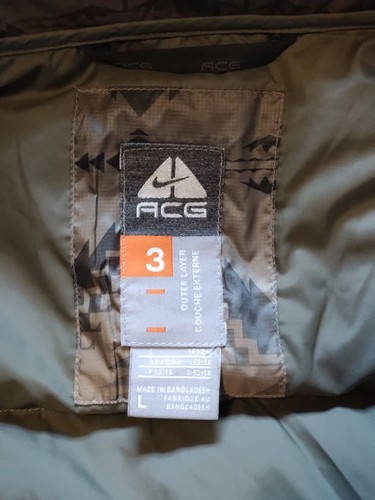 ACG ACG
ACG
3
OUTER LAYER
COUCHE EXTERNE
MADE IN BANGLADESH
FABRIQUÉ AU
BANGLADESH
L